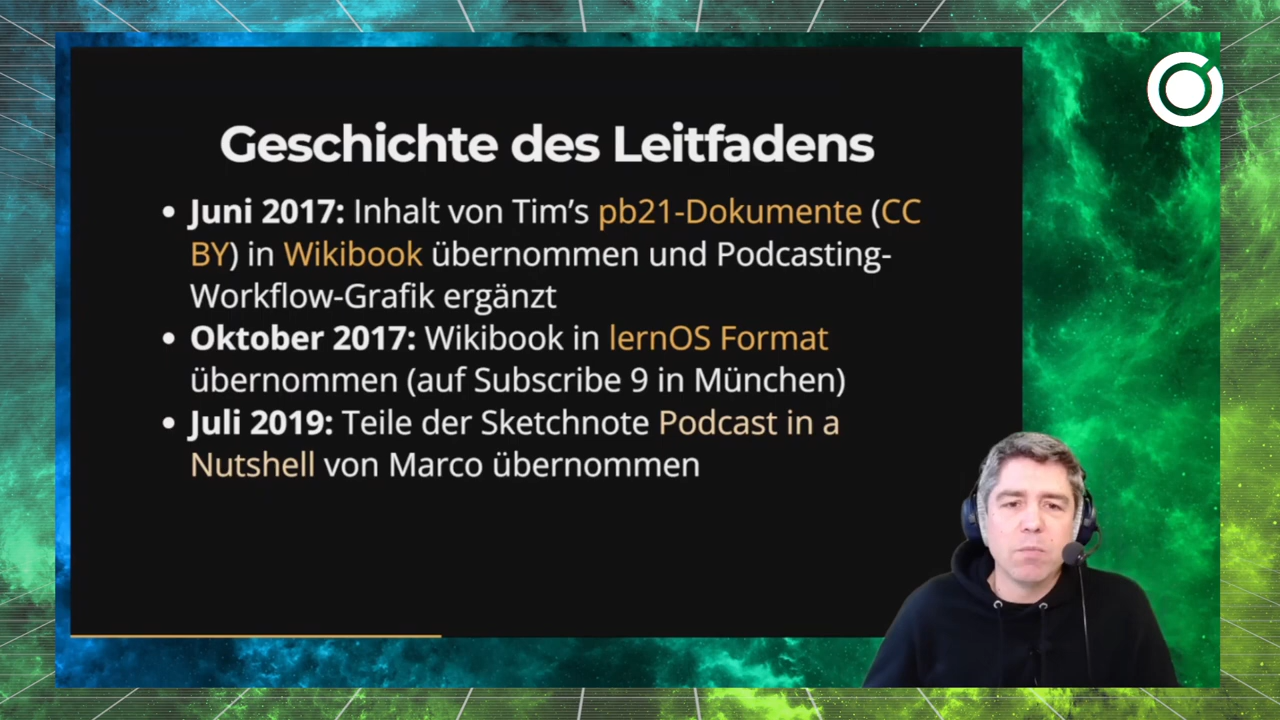 Geschichte des Leitfadens
• Juni 2017: Inhalt von Tim's pb21-Dokumente (CC
BY) in Wikibook übernommen und Podcasting-
Workflow-Grafik ergänzt
• Oktober 2017: Wikibook in lernOS Format
übernommen (auf Subscribe 9 in München)
• Juli 2019: Teile der Sketchnote Podcast in a
Nutshell von Marco übernommen